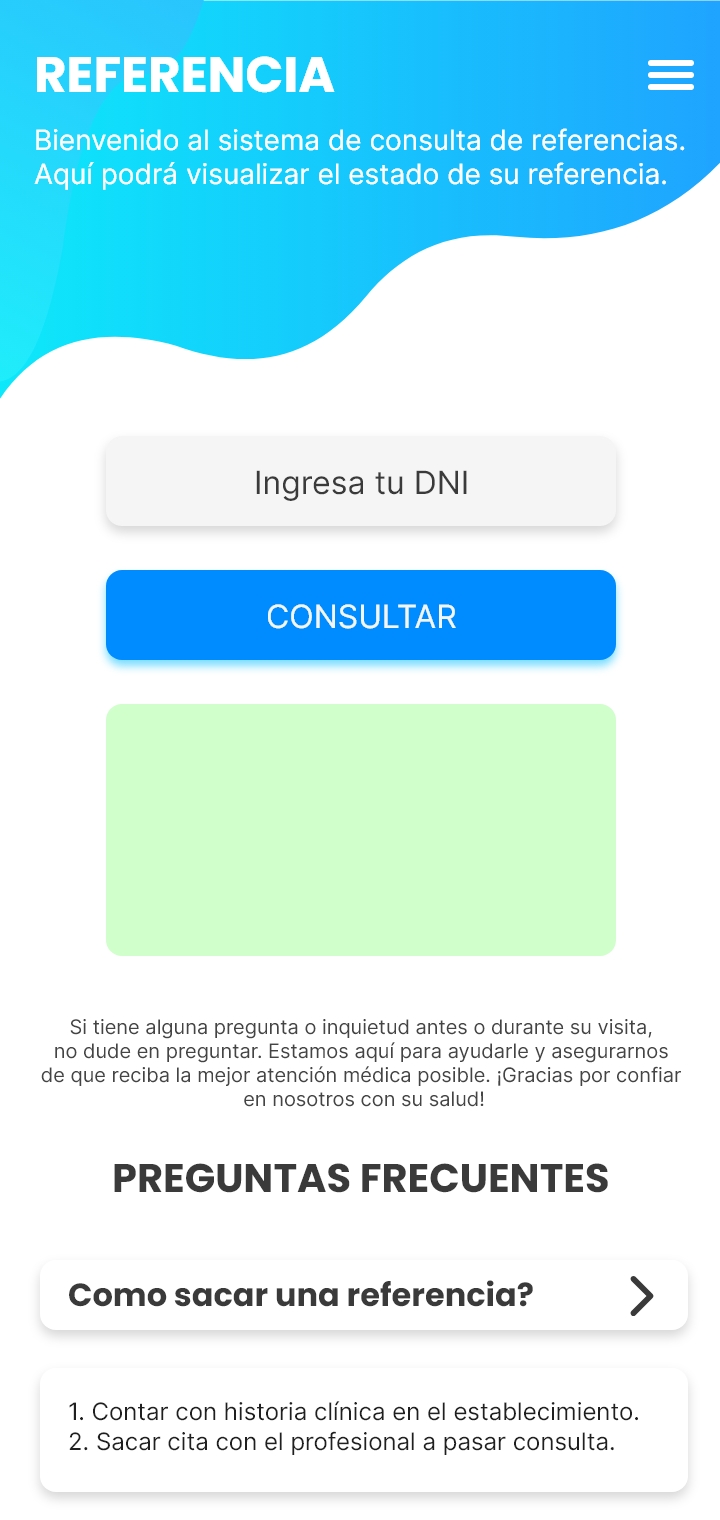 REFERENCIA
Bienvenido al sistema de consulta de referencias.
Aquí podrá visualizar el estado de su referencia.
Ingresa tu DNI
CONSULTAR
Si tiene alguna pregunta o inquietud antes o durante su visita,
no dude en preguntar. Estamos aquí para ayudarle y asegurarnos
de que reciba la mejor atención médica posible. ¡Gracias por confiar
en nosotros con su salud!
PREGUNTAS FRECUENTES
Como sacar una referencia?
1. Contar con historia clínica en el establecimiento.
2. Sacar cita con el profesional a pasar consulta.